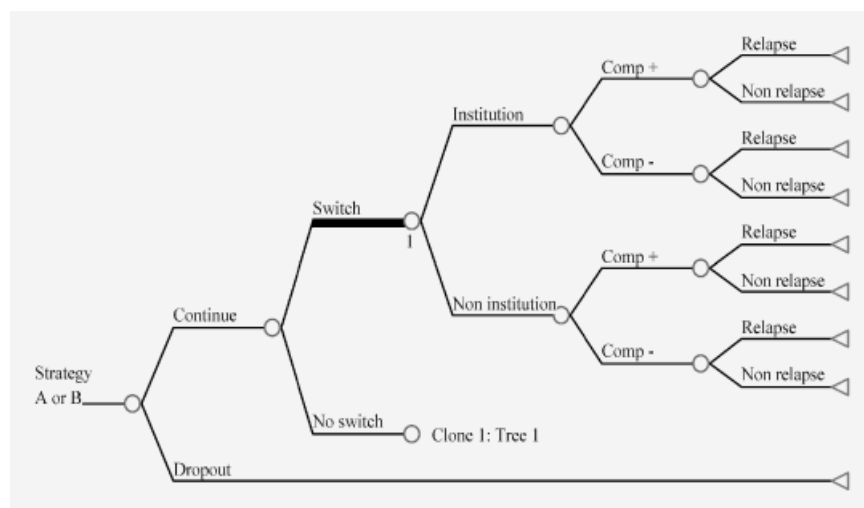 Relapse
Comp +
Non relapse
Institution
Relapse
Comp -
Non relapse
Switch
1
Relapse
Comp +
Non relapse
Non institution
Continue
Relapse
Comp -
Non relapse
Strategy
A or B
No switch
Clone 1: Tree 1
Dropout